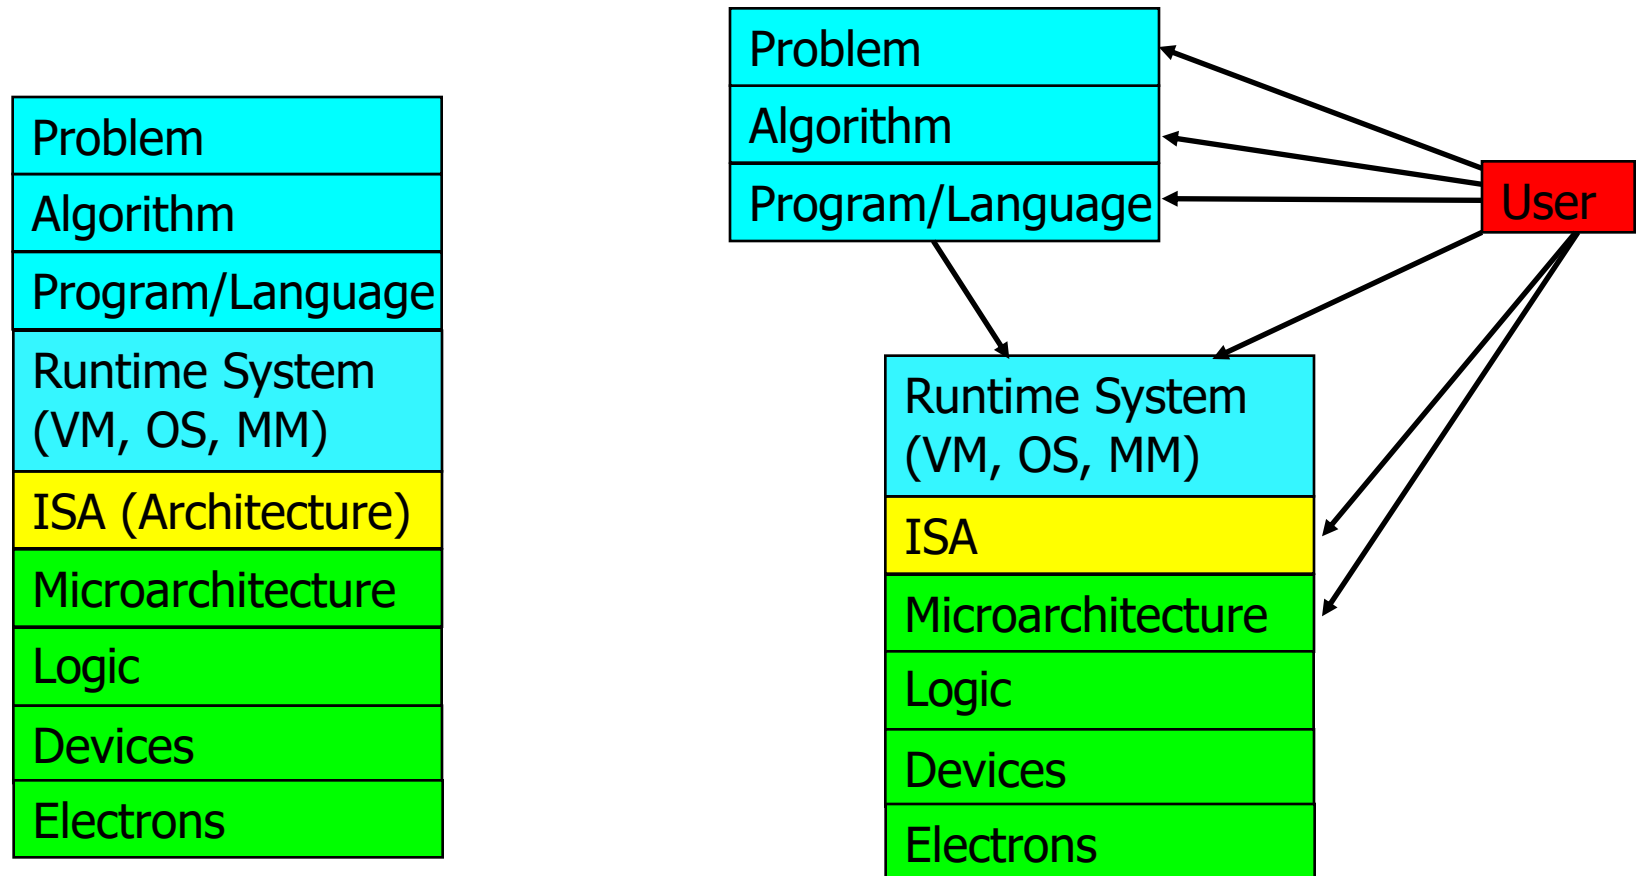 Problem
Algorithm
Program/Language
Runtime System
(VM, OS, MM)
ISA (Architecture)
Microarchitecture
Logic
Devices
Electrons
Problem
Algorithm
Program/Language
User
Runtime System
(VM, OS, MM)
ISA
Microarchitecture
Logic
Devices
Electrons